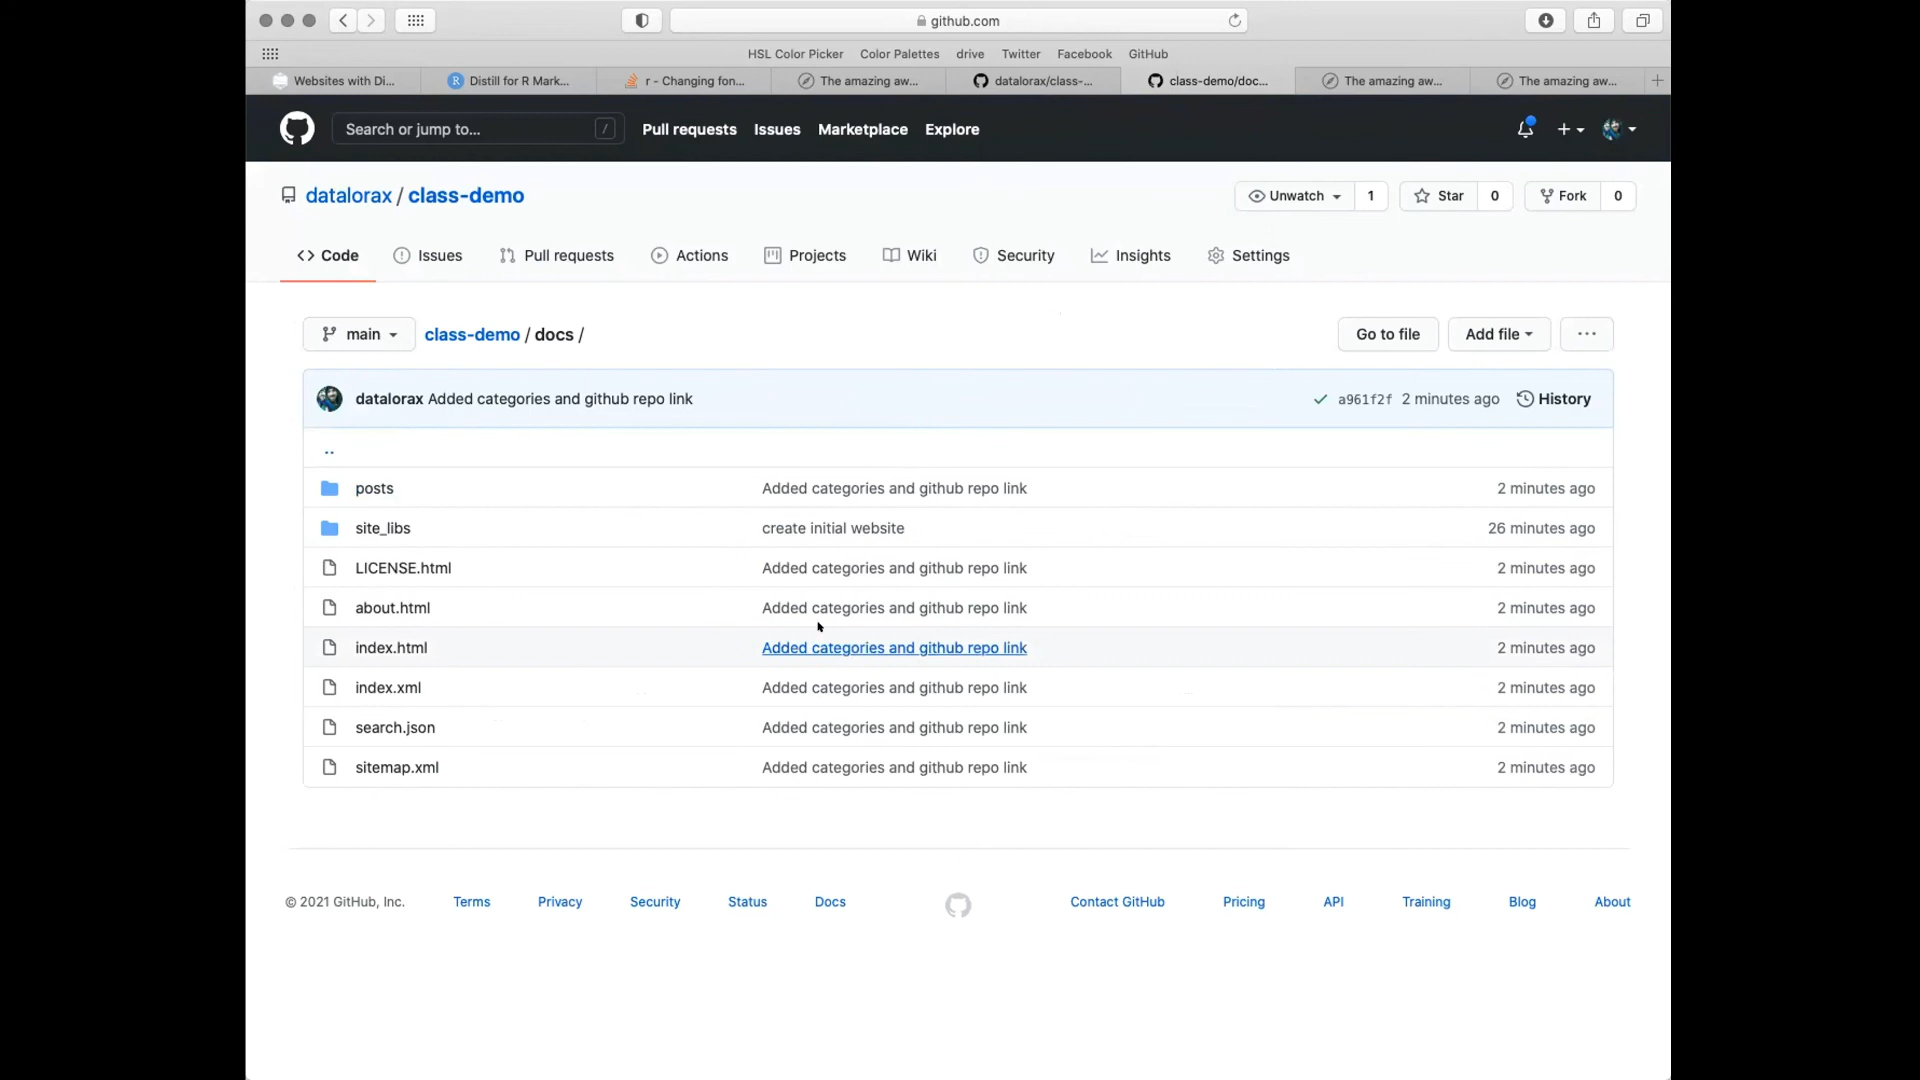 github.com
HSL Color Picker Color Palettes drive Twitter Facebook GitHub
Websites with Di... R Distill for R Mark... r - Changing fon... The amazing aw... datalorax/class-... class-demo/doc... The amazing aw... The amazing aw...
Search or jump to... / Pull requests Issues Marketplace Explore
datalorax / class-demo Unwatch 1 Star 0 Fork 0
Code Issues Pull requests Actions Projects Wiki Security Insights Settings
main class-demo / docs / Go to file Add file ...
datalorax Added categories and github repo link a961f2f 2 minutes ago History
..
posts Added categories and github repo link 2 minutes ago
site_libs create initial website 26 minutes ago
LICENSE.html Added categories and github repo link 2 minutes ago
about.html Added categories and github repo link 2 minutes ago
index.html Added categories and github repo link 2 minutes ago
index.xml Added categories and github repo link 2 minutes ago
search.json Added categories and github repo link 2 minutes ago
sitemap.xml Added categories and github repo link 2 minutes ago
© 2021 GitHub, Inc. Terms Privacy Security Status Docs Contact GitHub Pricing API Training Blog About